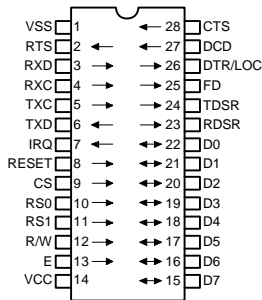 VSS 1 28 CTS
RTS 2 27 DCD
RXD 3 26 DTR/LOC
RXC 4 25 FD
TXC 5 24 TDSR
TXD 6 23 RDSR
IRQ 7 22 D0
RESET 8 21 D1
CS 9 20 D2
RS0 10 19 D3
RS1 11 18 D4
R/W 12 17 D5
E 13 16 D6
VCC 14 15 D7